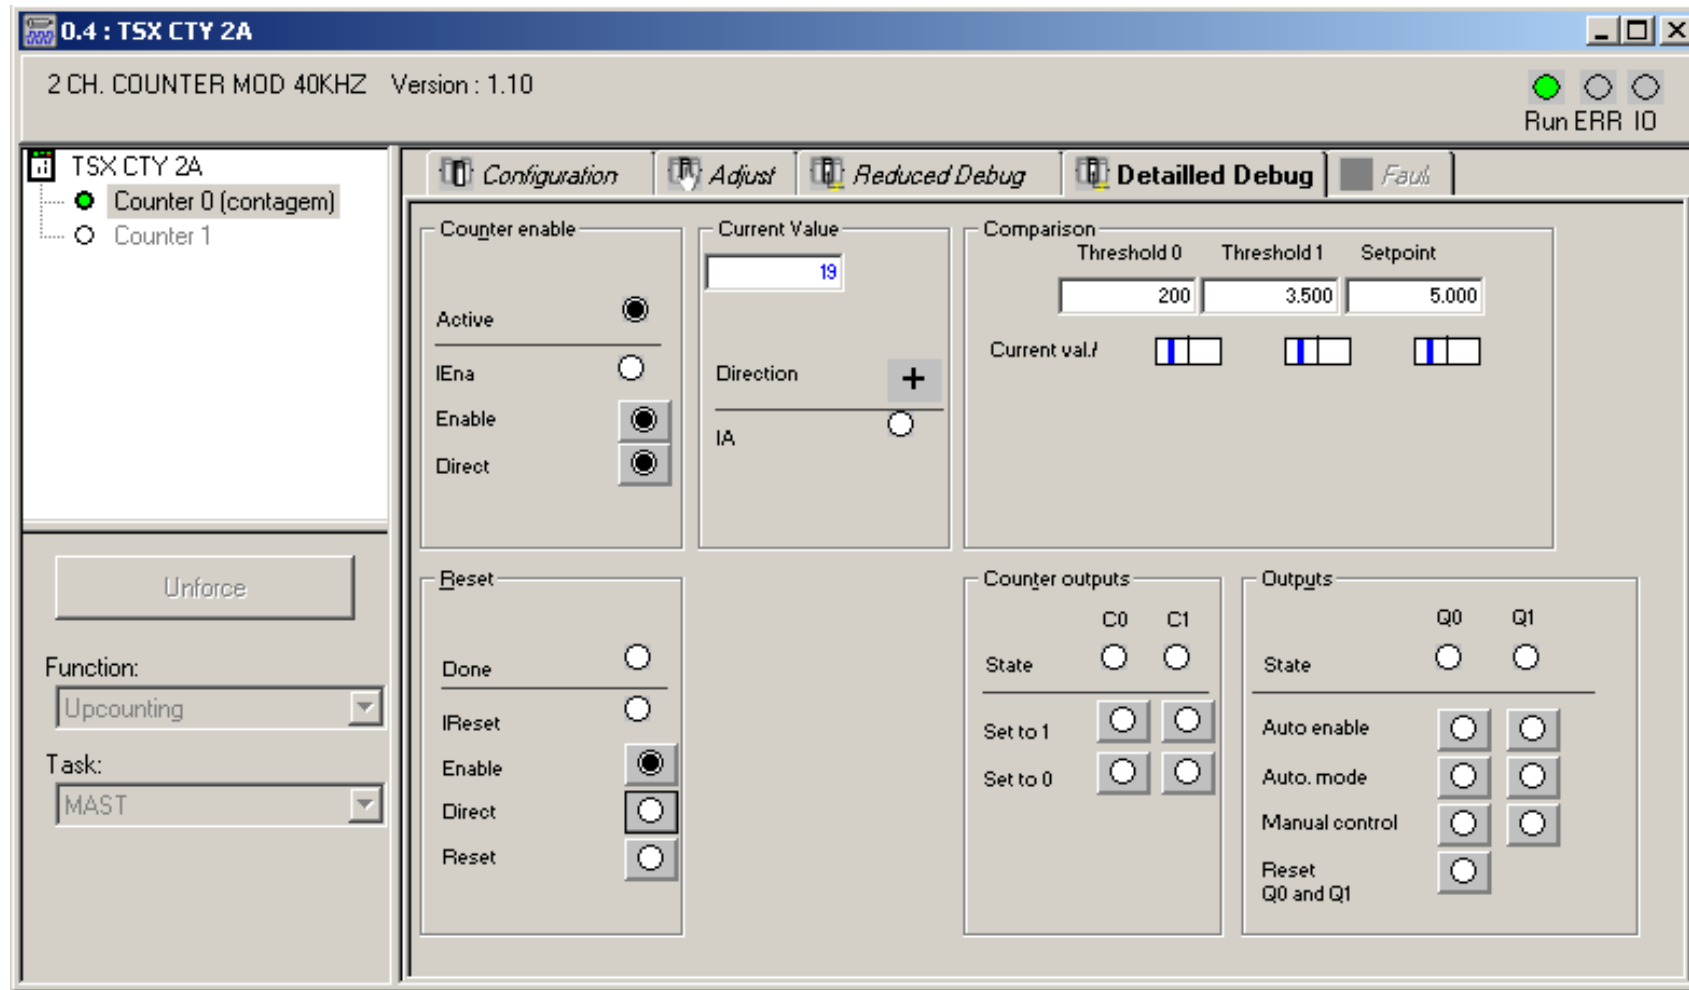 0.4 : TSX CTY 2A
2 CH. COUNTER MOD 40KHZ Version : 1.10
Run ERR IO
TSX CTY 2A
Counter 0 (contagem)
Counter 1
Unforce
Function:
Upcounting
Task:
MAST
Configuration Adjust Reduced Debug Detailled Debug Fault
Counter enable
Active
IEna
Enable
Direct
Current Value
19
Direction +
IA
Comparison
Threshold 0 Threshold 1 Setpoint
200 3.500 5.000
Current val./
Reset
Done
IReset
Enable
Direct
Reset
Counter outputs
C0 C1
State
Set to 1
Set to 0
Outputs
Q0 Q1
State
Auto enable
Auto. mode
Manual control
Reset
Q0 and Q1